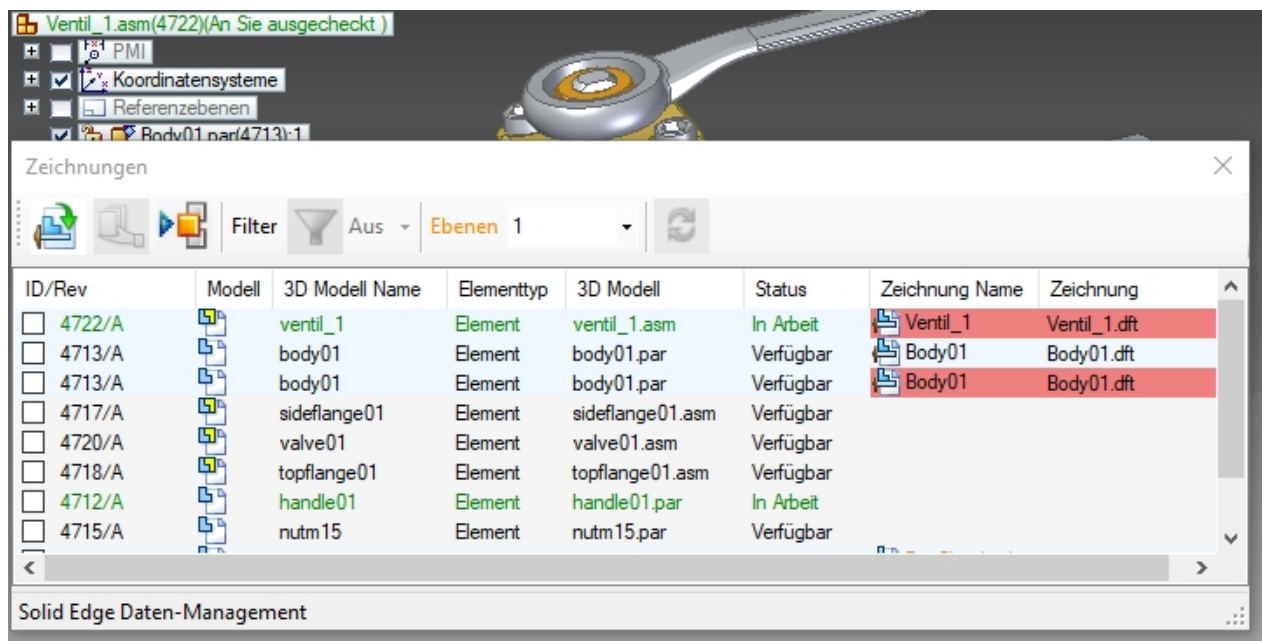 Ventil_1.asm(4722)(An Sie ausgecheckt )
PMI
Koordinatensysteme
Referenzebenen
Body01.par(4713):1
Zeichnungen
Filter Aus Ebenen 1
ID/Rev Modell 3D Modell Name Elementtyp 3D Modell Status Zeichnung Name Zeichnung
4722/A ventil_1 Element ventil_1.asm In Arbeit Ventil_1 Ventil_1.dft
4713/A body01 Element body01.par Verfügbar Body01 Body01.dft
4713/A body01 Element body01.par Verfügbar Body01 Body01.dft
4717/A sideflange01 Element sideflange01.asm Verfügbar
4720/A valve01 Element valve01.asm Verfügbar
4718/A topflange01 Element topflange01.asm Verfügbar
4712/A handle01 Element handle01.par In Arbeit
4715/A nutm15 Element nutm15.par Verfügbar
Solid Edge Daten-Management